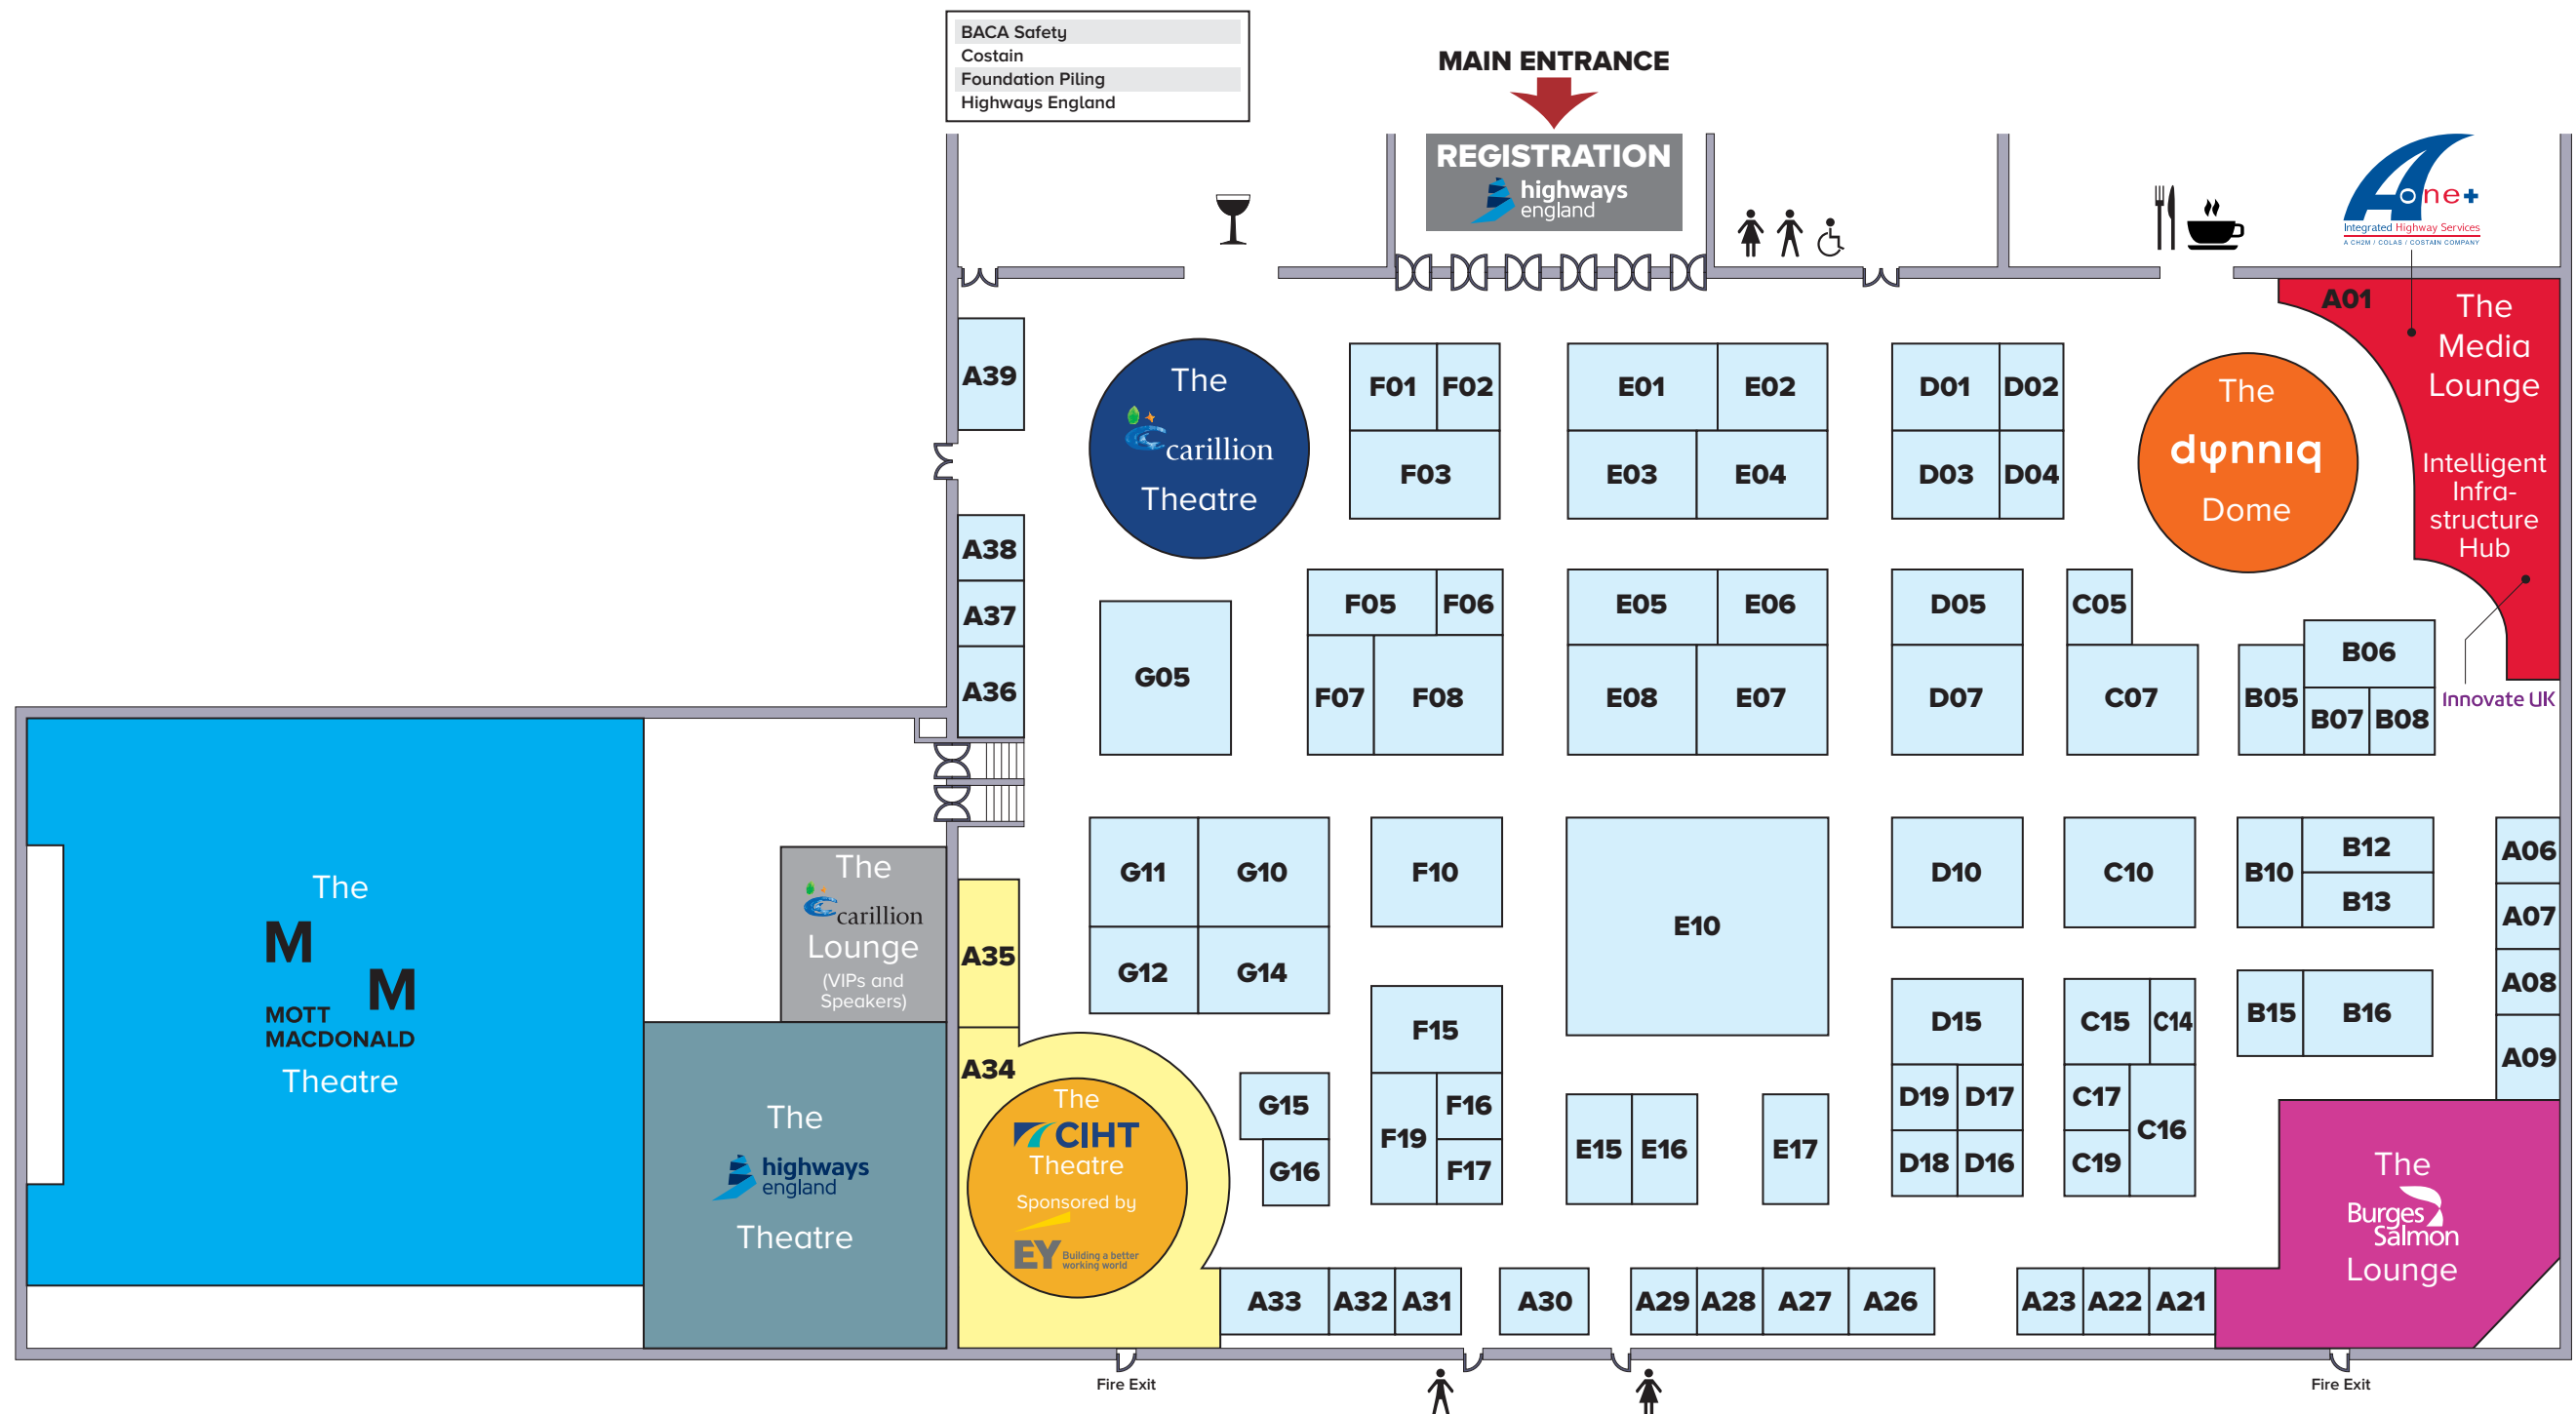 BACA Safety
Costain
Foundation Piling
Highways England
MAIN ENTRANCE
REGISTRATION
highways
england
one+
Integrated Highway Services
A CH2M / COLAS / COSTAIN COMPANY
A01
The
Media
Lounge
Intelligent
Infra-
structure
Hub
Innovate UK
The
dynniq
Dome
The
carillion
Theatre
A39
A38
A37
A36
F01 F02
F03
E01 E02
E03 E04
D01 D02
D03 D04
G05
F05 F06
F07 F08
E05 E06
E08 E07
D05
D07
C05
C07
B06
B05 B07 B08
G11 G10
G12 G14
F10
E10
D10
C10
B10 B12
B13
A06
A07
A08
A09
F15
F16
F19
F17
G15
G16
E15 E16
E17
D15
D19 D17
D18 D16
C15 C14
C17
C16
C19
B15 B16
The
M
M
MOTT
MACDONALD
Theatre
The
carillion
Lounge
(VIPs and
Speakers)
The
highways
england
Theatre
A35
A34
The
CIHT
Theatre
Sponsored by
EY Building a better
working world
The
Burges
Salmon
Lounge
A33 A32 A31
A30
A29 A28 A27 A26
A23 A22 A21
Fire Exit
Fire Exit